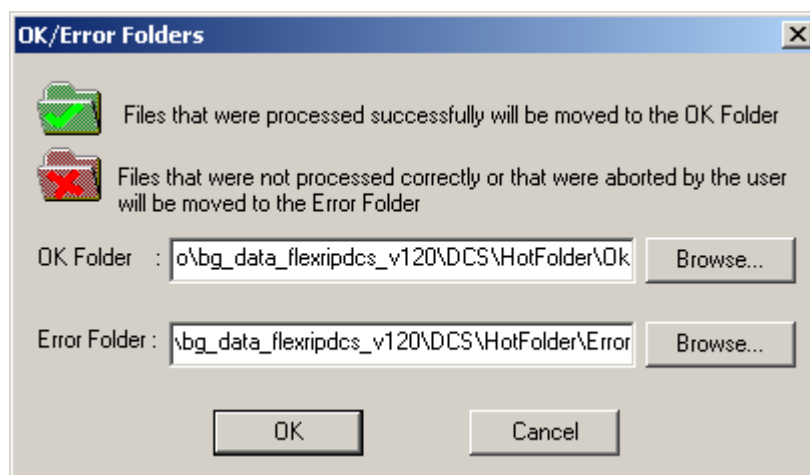 OK/Error Folders
Files that were processed successfully will be moved to the OK Folder
Files that were not processed correctly or that were aborted by the user
will be moved to the Error Folder
OK Folder : o\bg_data_flexripdcs_v120\DCS\HotFolder\Ok Browse...
Error Folder : \bg_data_flexripdcs_v120\DCS\HotFolder\Error Browse...
OK Cancel